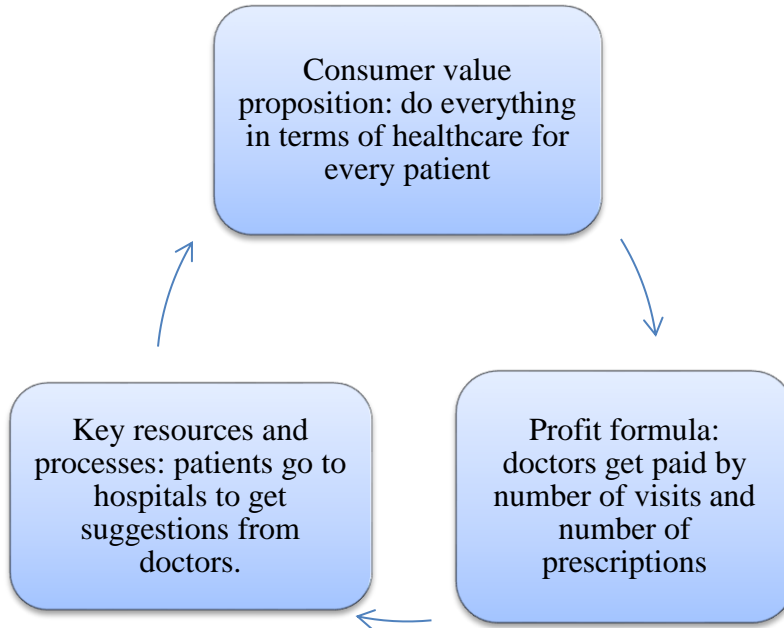 Consumer value
proposition: do everything
in terms of healthcare for
every patient
Profit formula:
doctors get paid by
number of visits and
number of
prescriptions
Key resources and
processes: patients go to
hospitals to get
suggestions from
doctors.